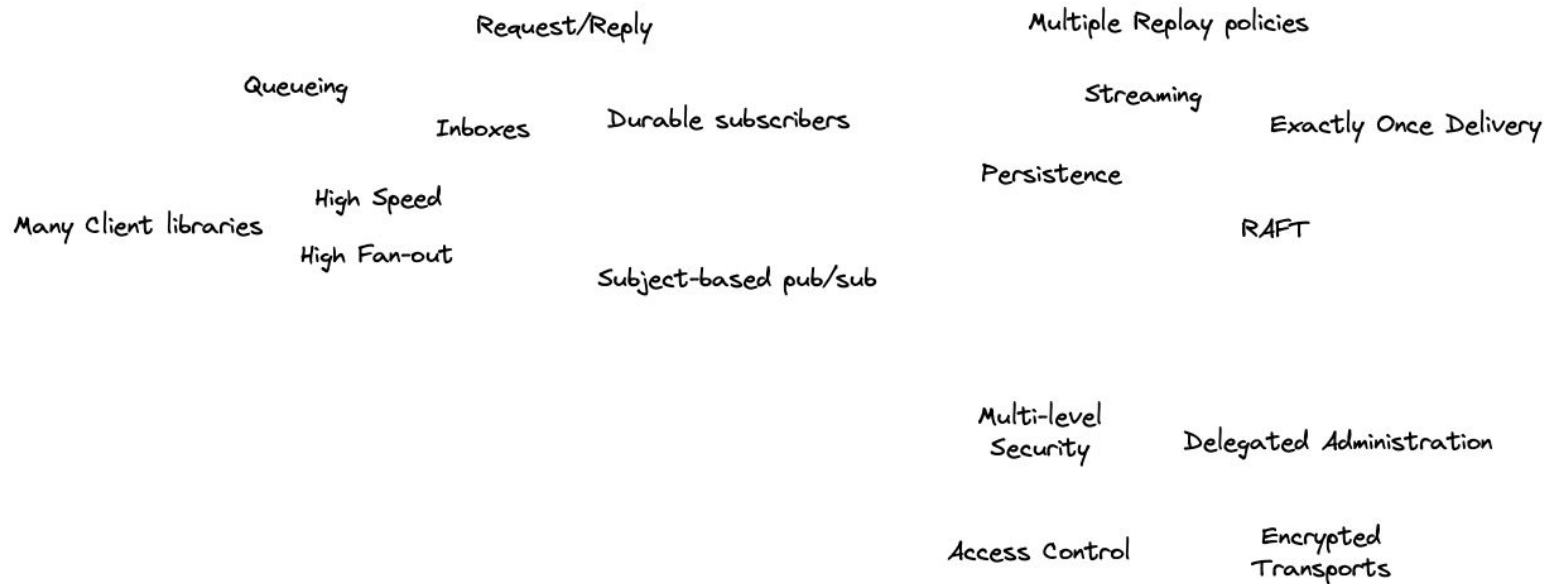 Request/Reply
Multiple Replay policies
Queueing
Streaming
Inboxes
Durable subscribers
Exactly Once Delivery
Persistence
High Speed
Many Client libraries
RAFT
High Fan-out
Subject-based pub/sub
Multi-level
Security
Delegated Administration
Access Control
Encrypted
Transports